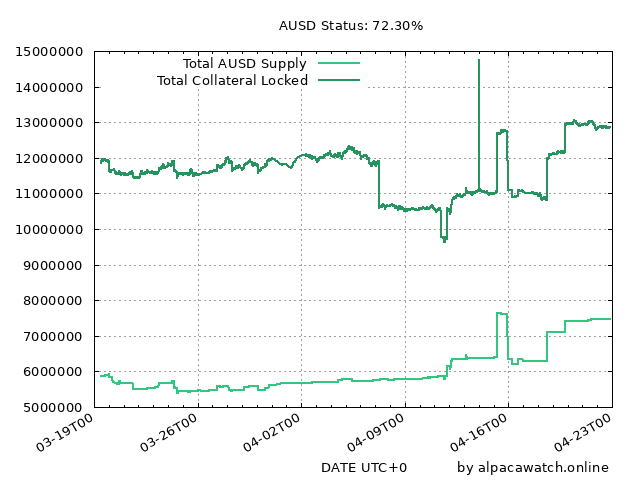 AUSD Status: 72.30%
15000000
14000000
13000000
12000000
11000000
10000000
9000000
8000000
7000000
6000000
5000000
Total AUSD Supply
Total Collateral Locked
03-19T00
03-26T00
04-02T00
04-09T00
04-16T00
04-23T00
DATE UTC+0
by alpacawatch.online